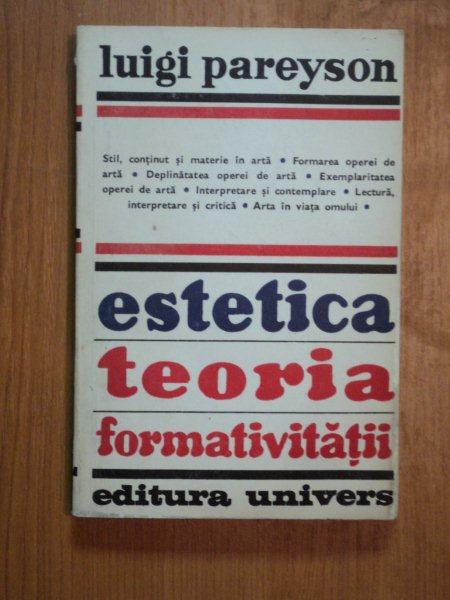 luigi pareyson
Stil, conținut și materie în artă • Formarea operei de
artă • Deplinătatea operei de artă • Exemplaritatea
operei de artă • Interpretare și contemplare • Lectură,
interpretare și critică • Arta în viața omului •
estetica
teoria
formativității
editura univers